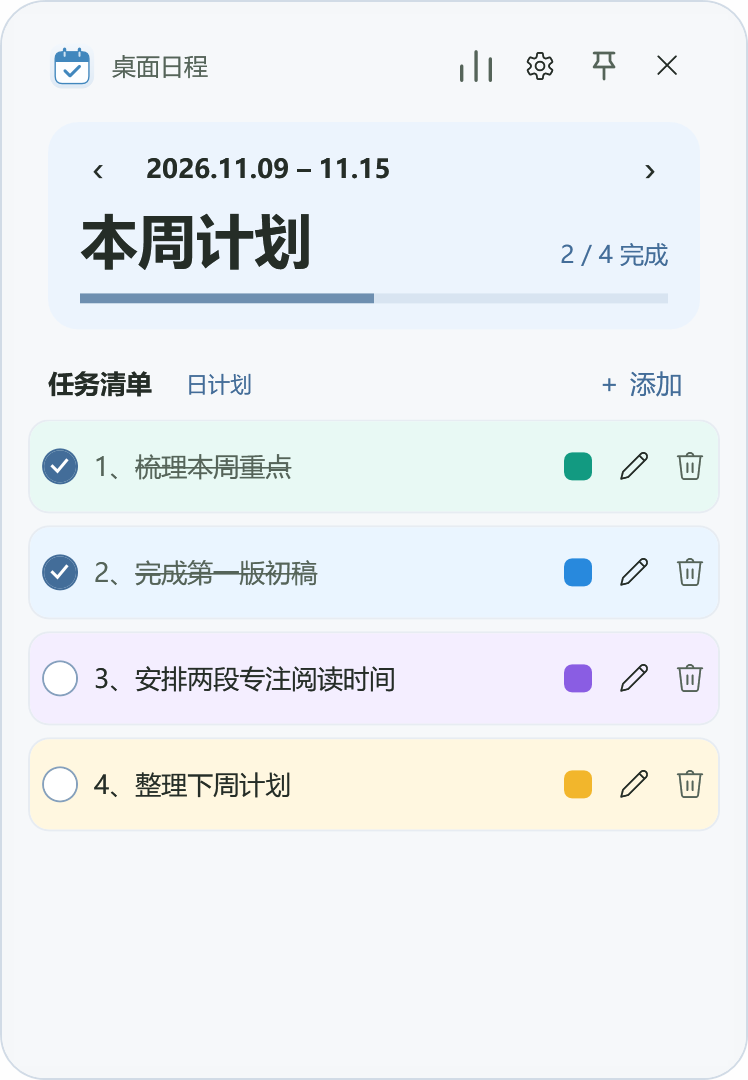 桌面日程
‹ 2026.11.09 – 11.15 ›
本周计划
2 / 4 完成
任务清单 日计划 + 添加
1、梳理本周重点
2、完成第一版初稿
3、安排两段专注阅读时间
4、整理下周计划